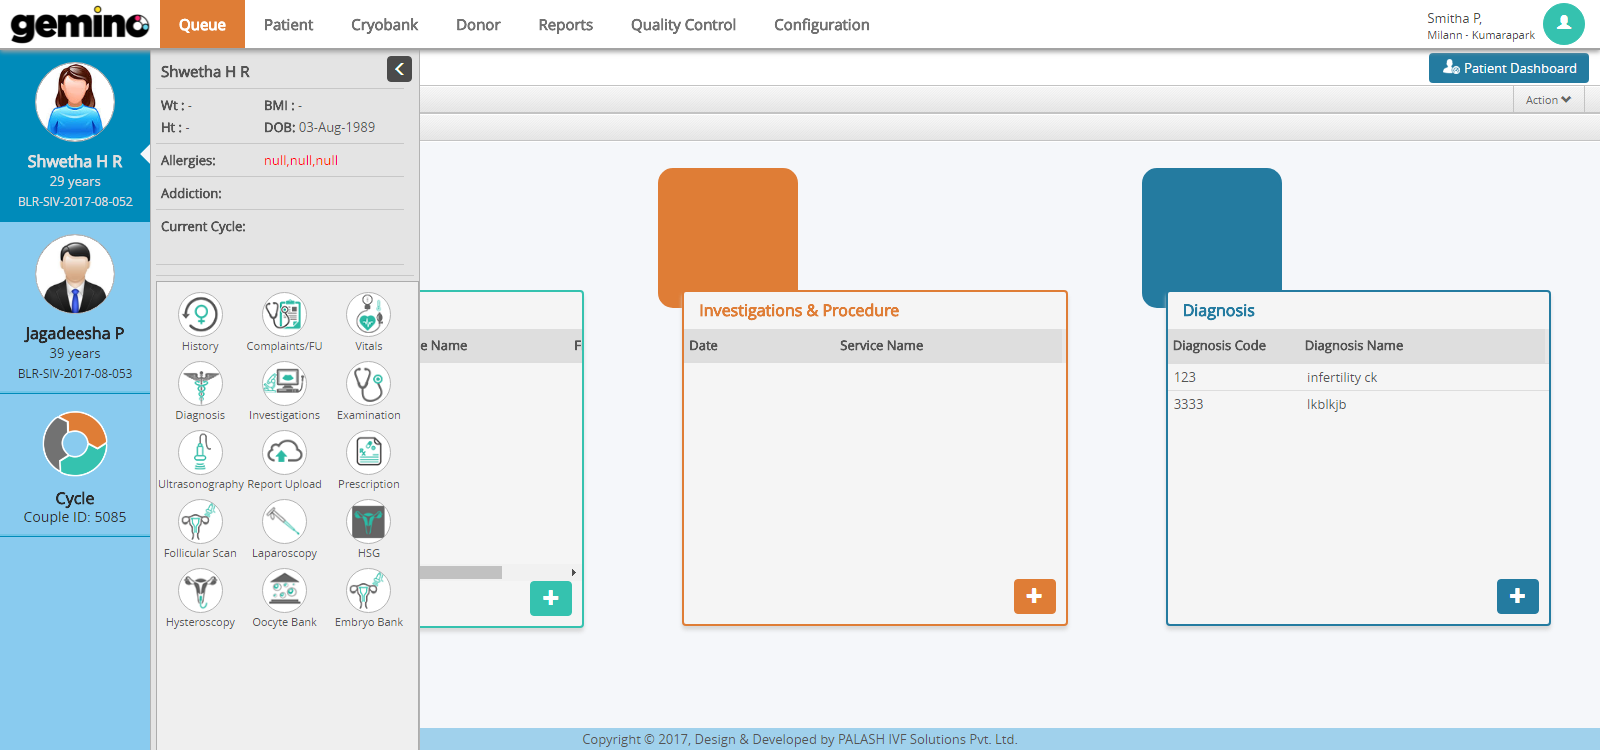 gemino
Queue
Patient
Cryobank
Donor
Reports
Quality Control
Configuration
Smitha P,
Milann - Kumarapark
Shwetha H R
29 years
BLR-SIV-2017-08-052
Jagadeesha P
39 years
BLR-SIV-2017-08-053
Cycle
Couple ID: 5085
Shwetha H R
Wt : - BMI : -
Ht : - DOB: 03-Aug-1989
Allergies: null,null,null
Addiction:
Current Cycle:
History Complaints/FU Vitals
Diagnosis Investigations Examination
Ultrasonography Report Upload Prescription
Follicular Scan Laparoscopy HSG
Hysteroscopy Oocyte Bank Embryo Bank
Patient Dashboard
Action
e Name F
Investigations & Procedure
Date Service Name
Diagnosis
Diagnosis Code Diagnosis Name
123 infertility ck
3333 lkblkjb
Copyright © 2017, Design & Developed by PALASH IVF Solutions Pvt. Ltd.